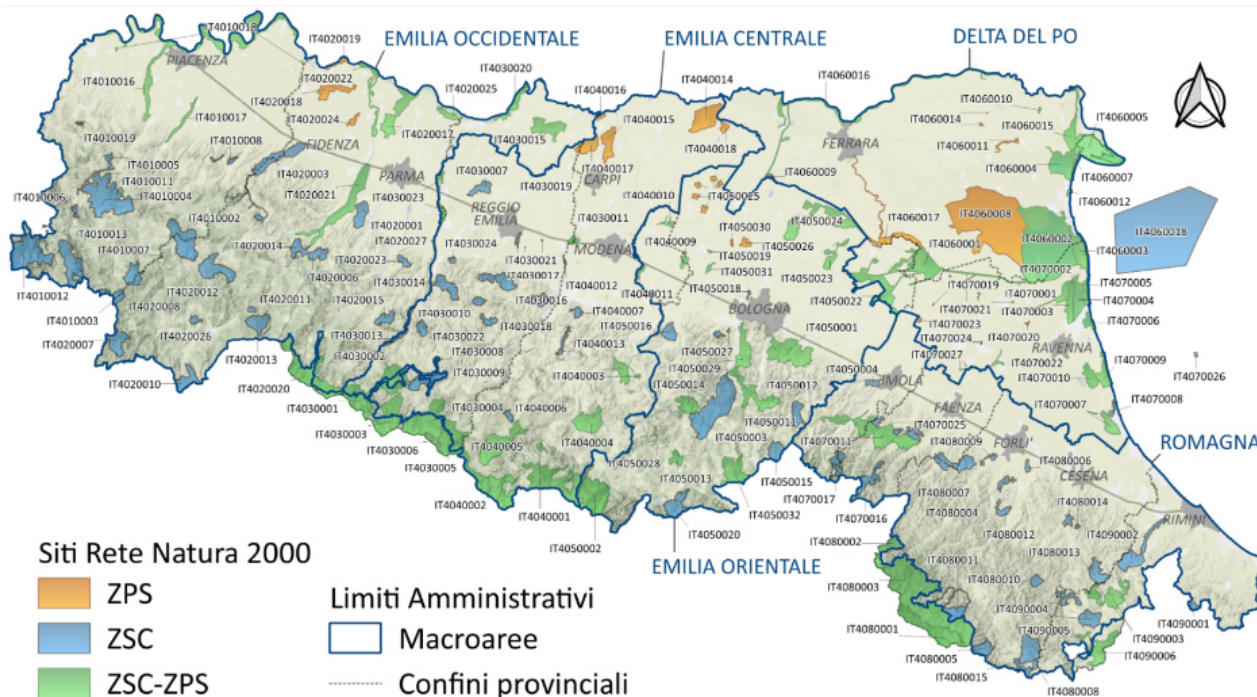 IT4010018
IT4020019
EMILIA OCCIDENTALE
IT4030020
EMILIA CENTRALE
DELTA DEL PO
PIACENZA
IT4010016
IT4020022
IT4020025
IT4040016
IT4040014
IT4060016
IT4020018
IT4040015
IT4060010
IT4060005
IT4010017
IT4020024
IT4020017
IT4030015
IT4040018
IT4060014
IT4060015
IT4010019
IT4010008
FIDENZA
FERRARA
IT4060011
IT4010005
IT4020003
IT4030007
IT4040017
IT4060004
IT4010006
IT4010011
IT4010004
IT4020021
PARMA
IT4030023
IT4030019
CARPI
IT4040010
IT4050025
IT4060009
IT4060007
IT4060012
IT4010002
IT4020001
REGGIO
EMILIA
IT4030011
IT4050024
IT4060017
IT4060008
IT4060018
IT4010013
IT4010007
IT4020014
IT4020027
IT4030024
MODENA
IT4040009
IT4050030
IT4050026
IT4060001
IT4060002
IT4060003
IT4020023
IT4030021
IT4050019
IT4050031
IT4050023
IT4070002
IT4010012
IT4020012
IT4020006
IT4030014
IT4030017
IT4040012
IT4040011
IT4050018
IT4050022
IT4070019
IT4070001
IT4070005
IT4010003
IT4020008
IT4020011
IT4020015
IT4030016
IT4040007
BOLOGNA
IT4070021
IT4070003
IT4070004
IT4020007
IT4020026
IT4030013
IT4030010
IT4030018
IT4050016
IT4050001
IT4070023
IT4070006
IT4020013
IT4030002
IT4030022
IT4040013
IT4050027
IT4070024
IT4070020
RAVENNA
IT4020010
IT4030008
IT4030009
IT4040003
IT4050029
IT4050014
IT4050012
IT4050004
IT4070027
IMOLA
IT4070022
IT4070010
IT4070009
IT4070026
IT4020020
IT4030001
IT4030004
IT4040006
IT4050011
FAENZA
IT4070007
IT4070008
IT4030003
IT4040005
IT4040004
IT4050003
IT4070011
IT4070025
IT4080009
FORLI'
ROMAGNA
IT4030006
IT4030005
IT4050028
IT4050013
IT4050015
IT4080006
CESENA
IT4040002
IT4040001
IT4050032
IT4070017
IT4070016
IT4080007
IT4080004
IT4080014
RIMINI
IT4050002
IT4050020
IT4080002
IT4080012
IT4090002
EMILIA ORIENTALE
IT4080003
IT4080011
IT4080013
IT4080010
IT4090004
IT4090001
IT4080001
IT4090005
IT4090003
IT4080005
IT4090006
IT4080015
IT4080008
Siti Rete Natura 2000
ZPS
ZSC
ZSC-ZPS
Limiti Amministrativi
Macroaree
Confini provinciali